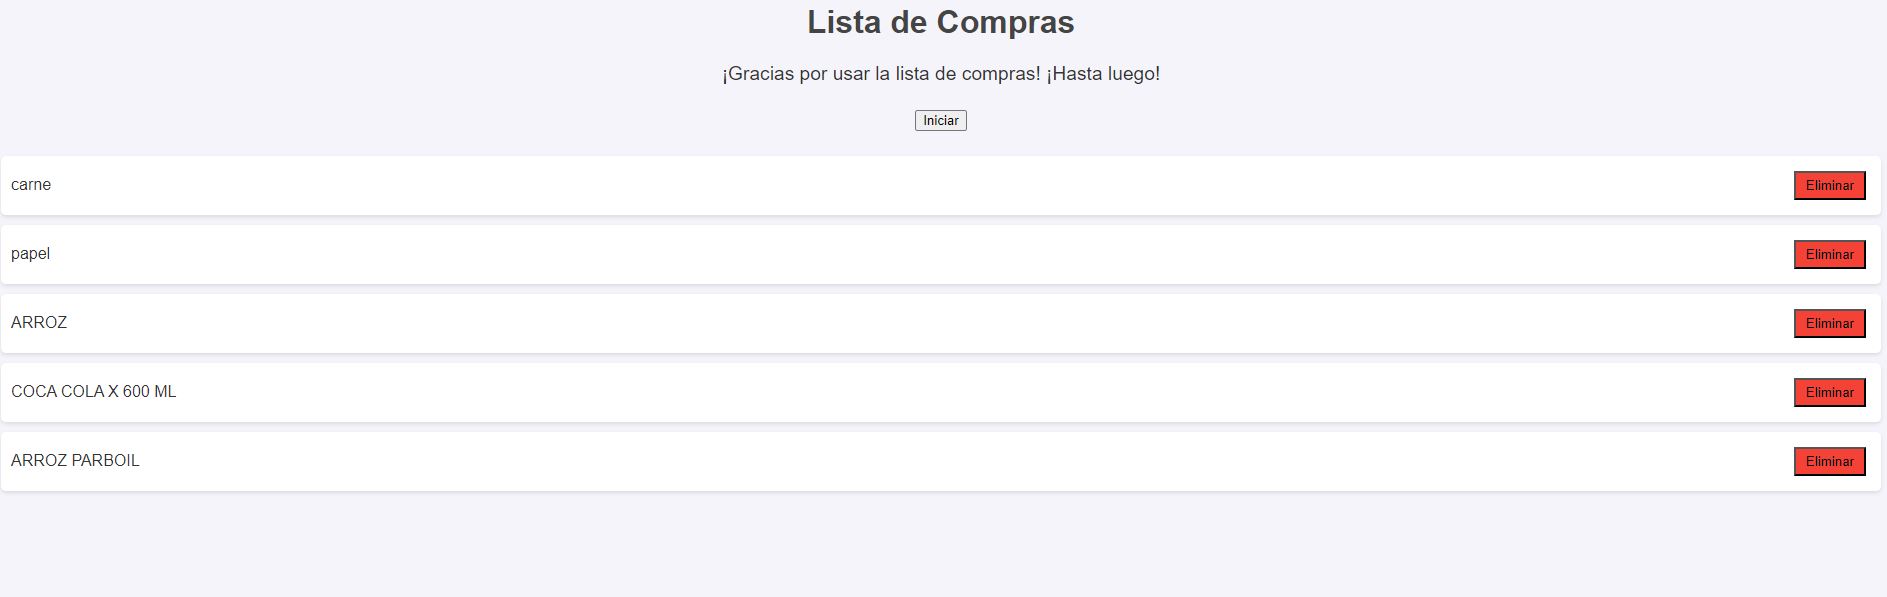 Lista de Compras
¡Gracias por usar la lista de compras! ¡Hasta luego!
Iniciar
carne Eliminar
papel Eliminar
ARROZ Eliminar
COCA COLA X 600 ML Eliminar
ARROZ PARBOIL Eliminar